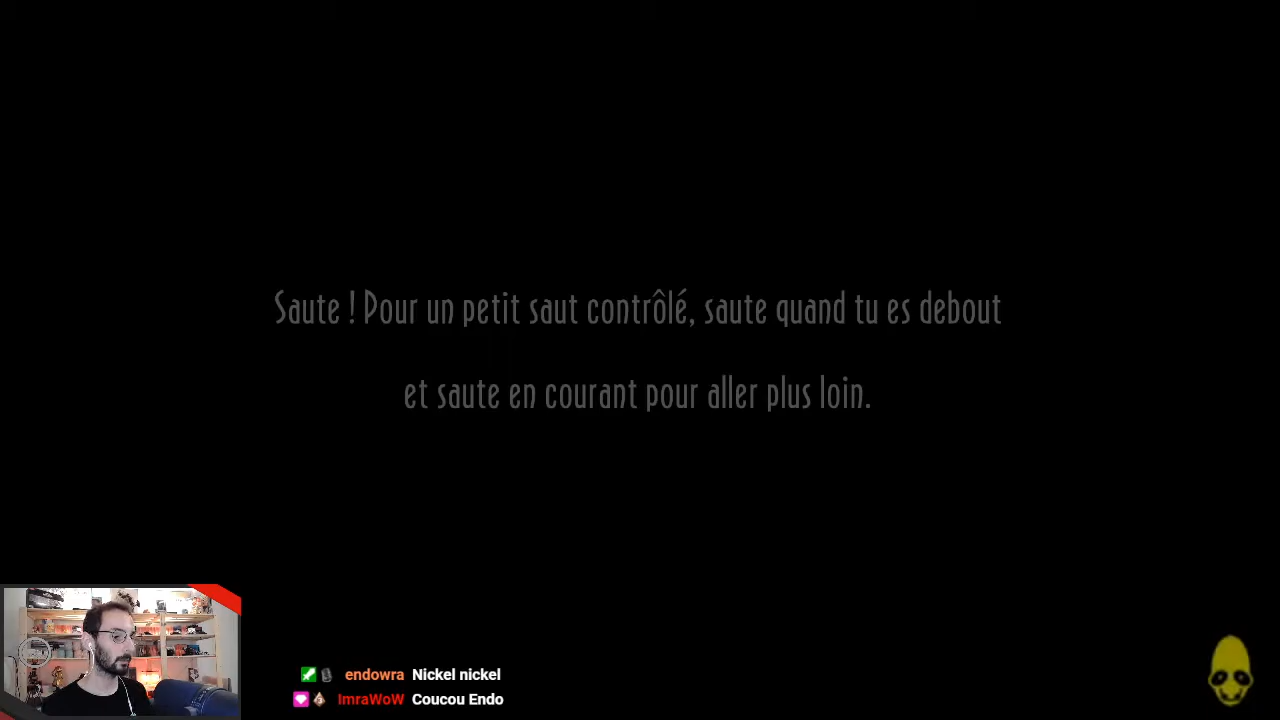 Saute ! Pour un petit saut contrôlé, saute quand tu es debout
et saute en courant pour aller plus loin.
endowra Nickel nickel
ImraWoW Coucou Endo